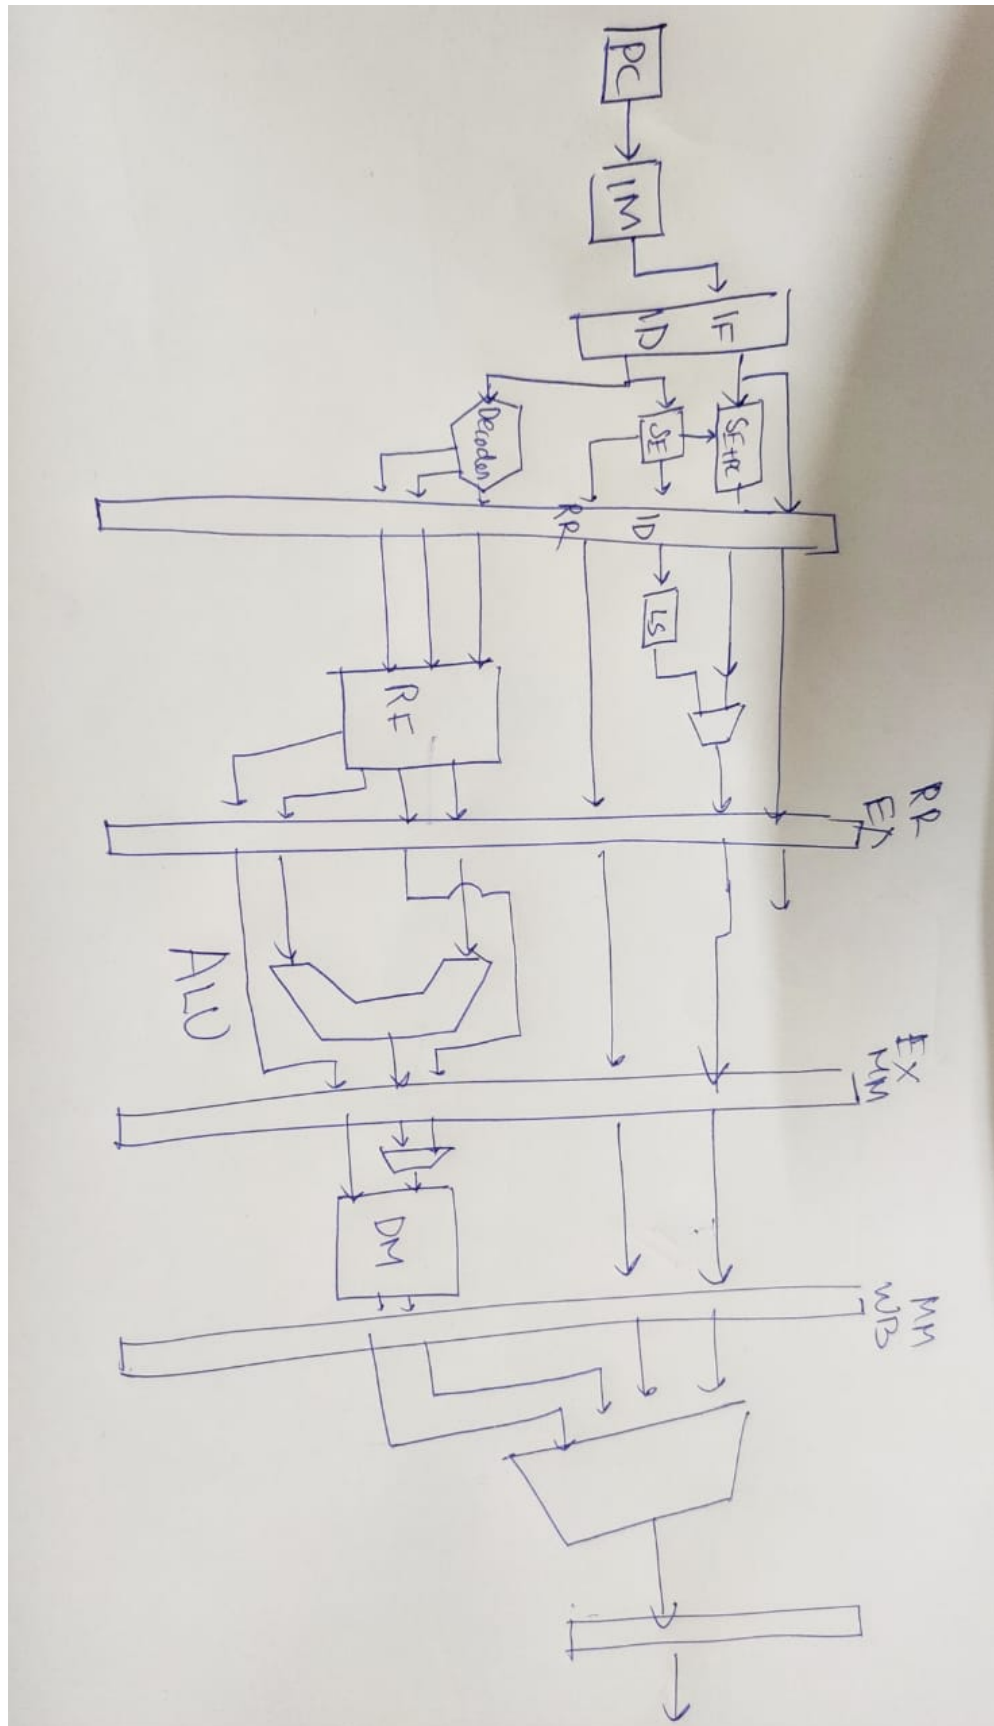 PC
IM
IF
ID
Decoder
SE
SE+PC
RR
ID
LS
RF
RR
EX
ALU
EX
MM
DM
MM
WB